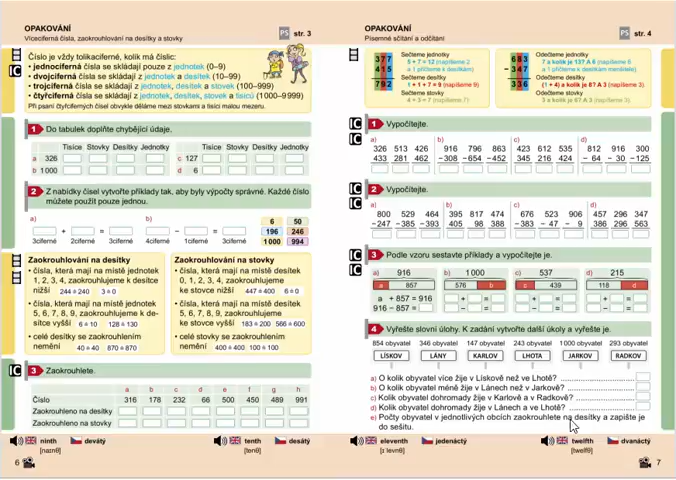 OPAKOVÁNÍ
Víceciferná čísla, zaokrouhlování na desítky a stovky
PS str. 3
Číslo je vždy tolikaciferné, kolik má číslic:
• jednociferná čísla se skládají pouze z jednotek (0–9)
• dvojciferná čísla se skládají z jednotek a desítek (10–99)
• trojciferná čísla se skládají z jednotek, desítek a stovek (100–999)
• čtyřciferná čísla se skládají z jednotek, desítek, stovek a tisíců (1000–9999)
Při psaní čtyřciferných čísel obvykle děláme mezi stovkami a tisíci malou mezeru.
1 Do tabulek doplňte chybějící údaje.
Tisíce Stovky Desítky Jednotky
a 326
b 1 000
Tisíce Stovky Desítky Jednotky
c 127
d 6
2 Z nabídky čísel vytvořte příklady tak, aby byly výpočty správné. Každé číslo
můžete použít pouze jednou.
a) + =
3ciferné 2ciferné 3ciferné
b) − =
4ciferné 1ciferné 3ciferné
6 50
196 246
1 000 994
Zaokrouhlování na desítky
• čísla, která mají na místě jednotek
1, 2, 3, 4, zaokrouhlujeme k desítce
nižší 244 ≐ 240 3 ≐ 0
• čísla, která mají na místě jednotek
5, 6, 7, 8, 9, zaokrouhlujeme k de-
sítce vyšší 6 ≐ 10 128 ≐ 130
• celé desítky se zaokrouhlením
nemění 40 ≐ 40 870 ≐ 870
Zaokrouhlování na stovky
• čísla, která mají na místě desítek
0, 1, 2, 3, 4, zaokrouhlujeme
ke stovce nižší 447 ≐ 400 6 ≐ 0
• čísla, která mají na místě desítek
5, 6, 7, 8, 9, zaokrouhlujeme
ke stovce vyšší 183 ≐ 200 566 ≐ 600
• celé stovky se zaokrouhlením
nemění 400 ≐ 400 100 ≐ 100
3 Zaokrouhlete.
a b c d e f g h
Číslo 316 178 232 66 500 450 489 991
Zaokrouhleno na desítky
Zaokrouhleno na stovky
ninth devátý
[naɪnθ]
tenth desátý
[tenθ]
6
OPAKOVÁNÍ
Písemné sčítání a odčítání
PS str. 4
377
415
792
Sečteme jednotky
5 + 7 = 12 (napíšeme 2
a 1 přičteme k desítkám)
Sečteme desítky
1 + 1 + 7 = 9 (napíšeme 9)
Sečteme stovky
4 + 3 = 7 (napíšeme 7)
683
− 347
336
Odečteme jednotky
7 a kolik je 13? A 6 (napíšeme 6
a 1 přičteme k desítkám menšitele)
Odečteme desítky
(1 + 4) a kolik je 8? A 3 (napíšeme 3)
Odečteme stovky
3 a kolik je 6? A 3 (napíšeme 3)
1 Vypočítejte.
a) b) c) d)
326 513 426 916 796 863 423 612 535 812 916 300
433 281 462 −308 −654 −452 345 216 424 − 64 − 30 −125
2 Vypočítejte.
a) b) c) d)
800 529 464 395 817 474 676 523 906 457 296 347
−247 −385 −393 405 98 388 −383 − 47 − 9 386 296 563
3 Podle vzoru sestavte příklady a vypočítejte je.
a) 916 b) 1 000 c) 537 d) 215
a 857 576 b c 439 118 d
a + 857 = 916 + = + = + =
916 − 857 = − = − = − =
4 Vyřešte slovní úlohy. K zadání vytvořte další úkoly a vyřešte je.
854 obyvatel 346 obyvatel 147 obyvatel 243 obyvatel 1 000 obyvatel 293 obyvatel
LÍSKOV LÁNY KARLOV LHOTA JARKOV RADKOV
a) O kolik obyvatel více žije v Lískově než ve Lhotě?
b) O kolik obyvatel méně žije v Lánech než v Jarkově?
c) Kolik obyvatel dohromady žije v Karlově a v Radkově?
d) Kolik obyvatel dohromady žije v Lánech a ve Lhotě?
e) Počty obyvatel v jednotlivých obcích zaokrouhlete na desítky a zapište je
do sešitu.
eleventh jedenáctý
[ɪˈlevnθ]
twelfth dvanáctý
[twelfθ]
7